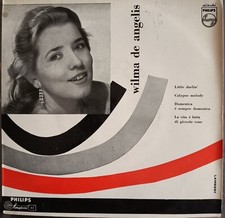 PHILIPS
wilma de angelis
Little darlin'
Calypso melody
Domenica
è sempre domenica
La vita è fatta
di piccole cose
PHILIPS